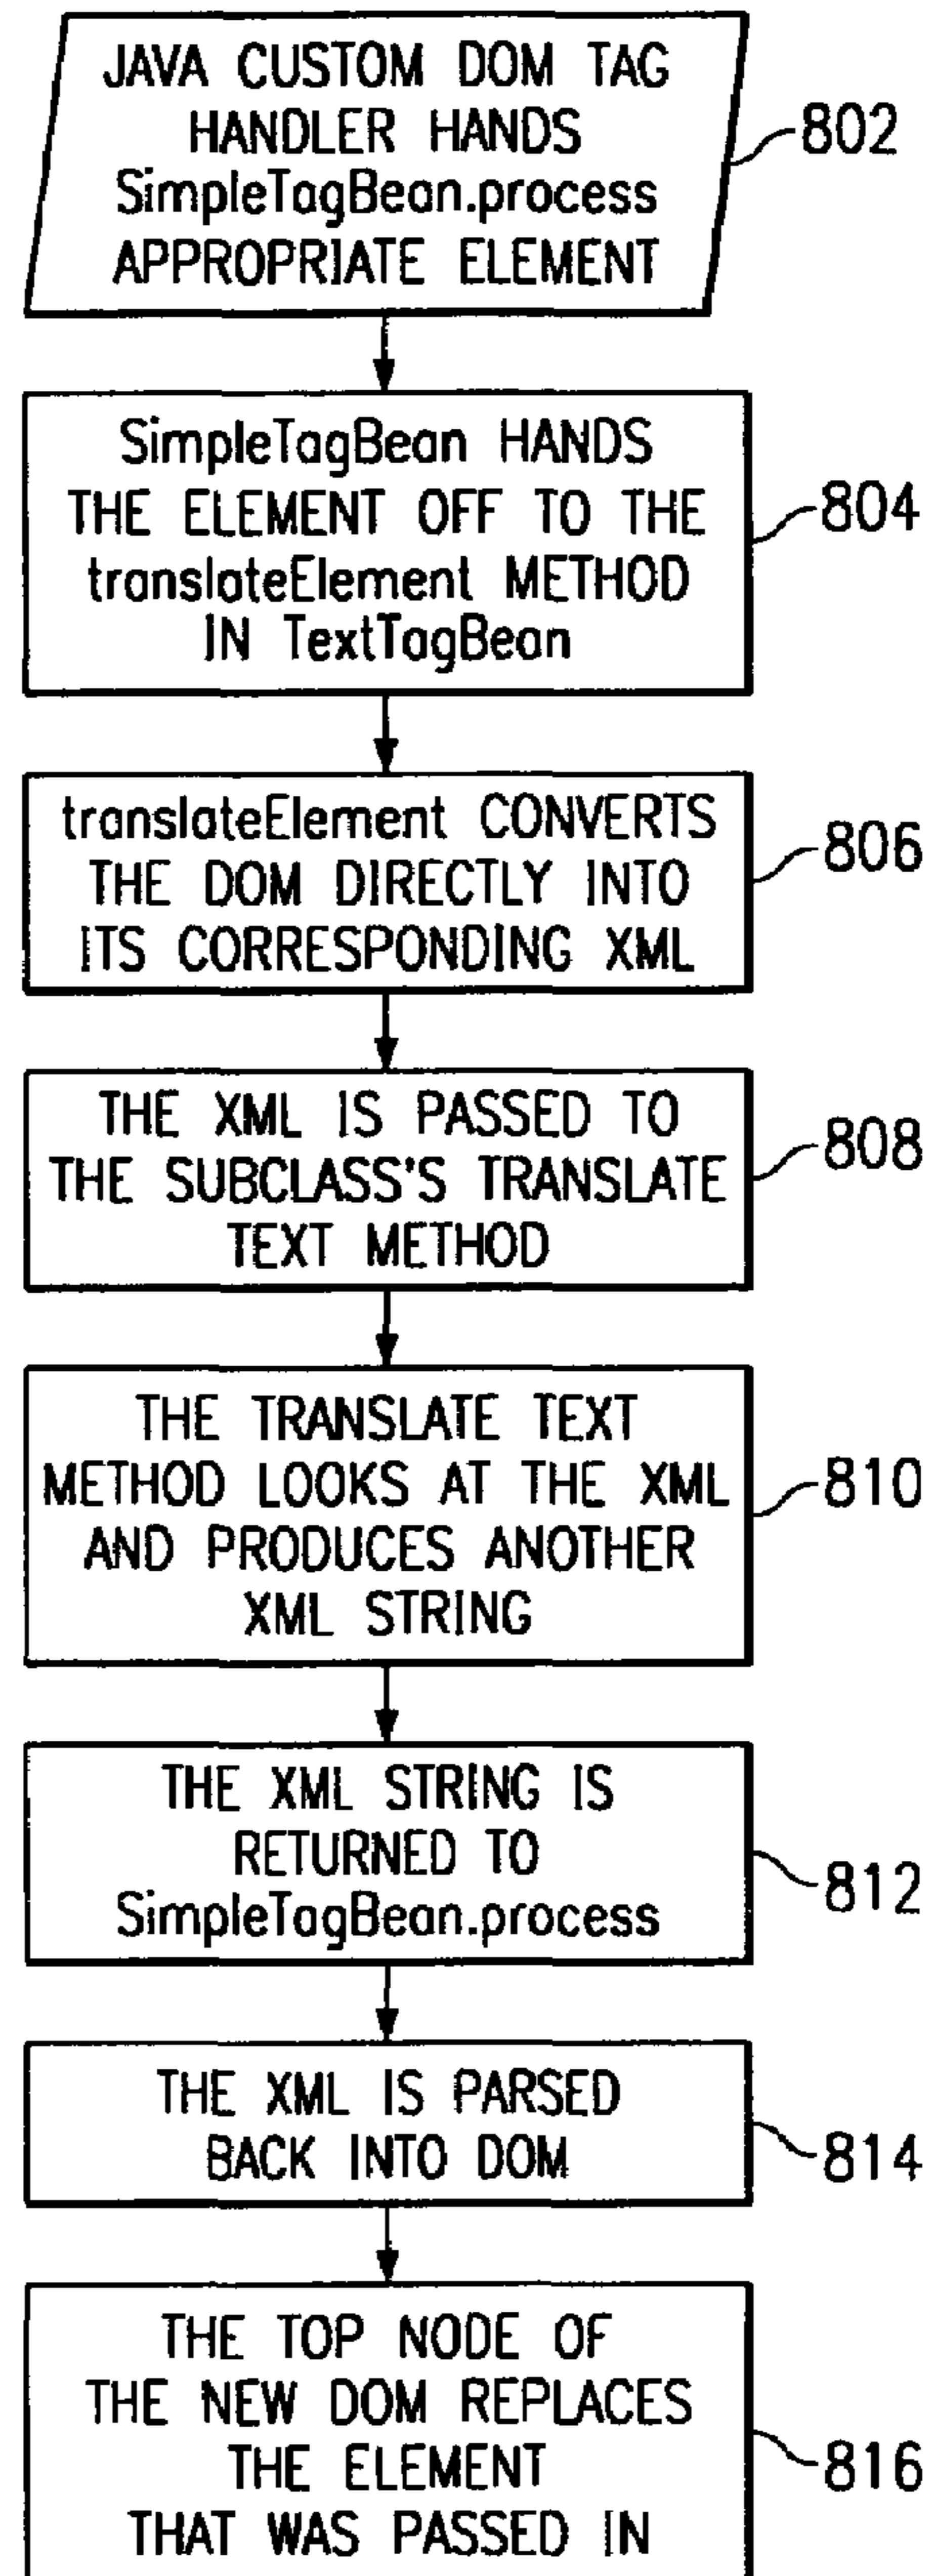 JAVA CUSTOM DOM TAG
HANDLER HANDS
SimpleTagBean.process
APPROPRIATE ELEMENT
802
SimpleTagBean HANDS
THE ELEMENT OFF TO THE
translateElement METHOD
IN TextTagBean
804
translateElement CONVERTS
THE DOM DIRECTLY INTO
ITS CORRESPONDING XML
806
THE XML IS PASSED TO
THE SUBCLASS'S TRANSLATE
TEXT METHOD
808
THE TRANSLATE TEXT
METHOD LOOKS AT THE XML
AND PRODUCES ANOTHER
XML STRING
810
THE XML STRING IS
RETURNED TO
SimpleTagBean.process
812
THE XML IS PARSED
BACK INTO DOM
814
THE TOP NODE OF
THE NEW DOM REPLACES
THE ELEMENT
THAT WAS PASSED IN
816